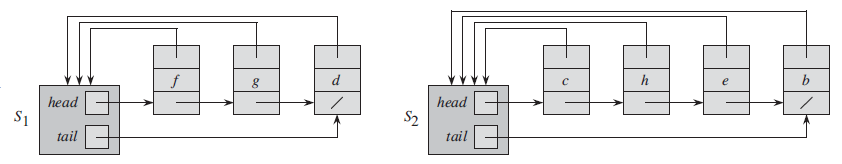 f g d c h e b
head head
S1 S2
tail tail